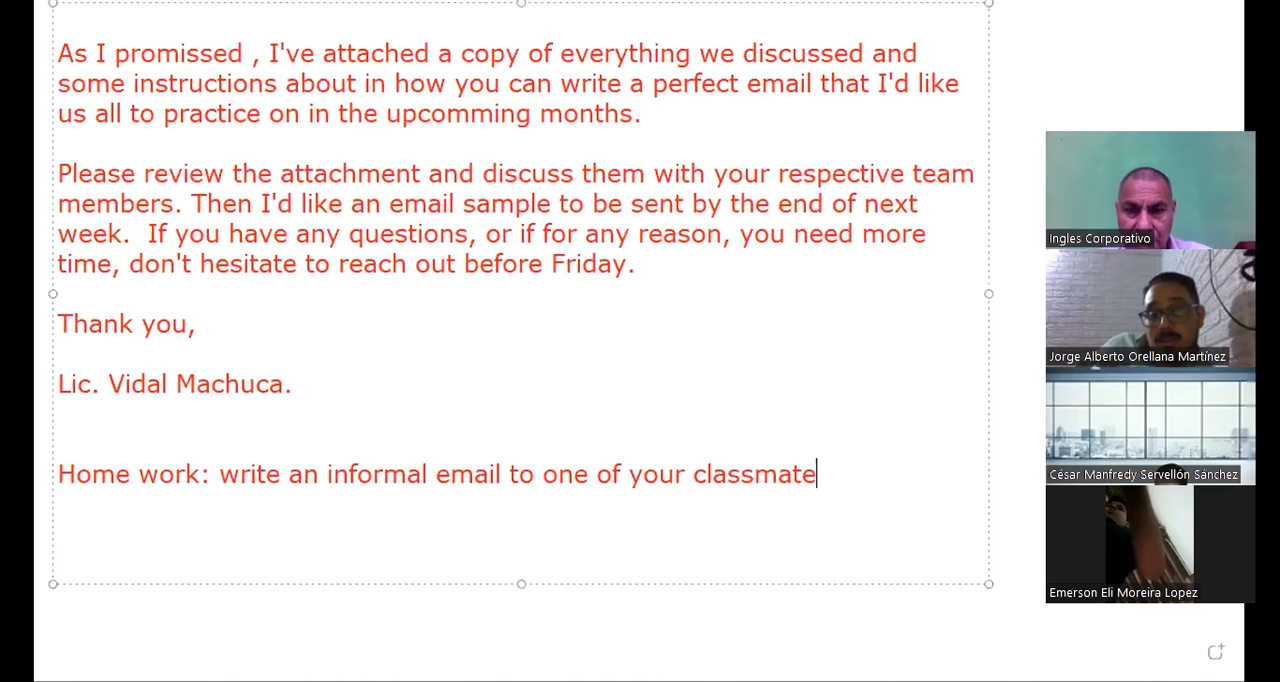 As I promissed , I've attached a copy of everything we discussed and
some instructions about in how you can write a perfect email that I'd like
us all to practice on in the upcomming months.
Please review the attachment and discuss them with your respective team
members. Then I'd like an email sample to be sent by the end of next
week.  If you have any questions, or if for any reason, you need more
time, don't hesitate to reach out before Friday.
Thank you,
Lic. Vidal Machuca.
Home work: write an informal email to one of your classmate
Ingles Corporativo
Jorge Alberto Orellana Martínez
César Manfredy Servellón Sánchez
Emerson Eli Moreira Lopez